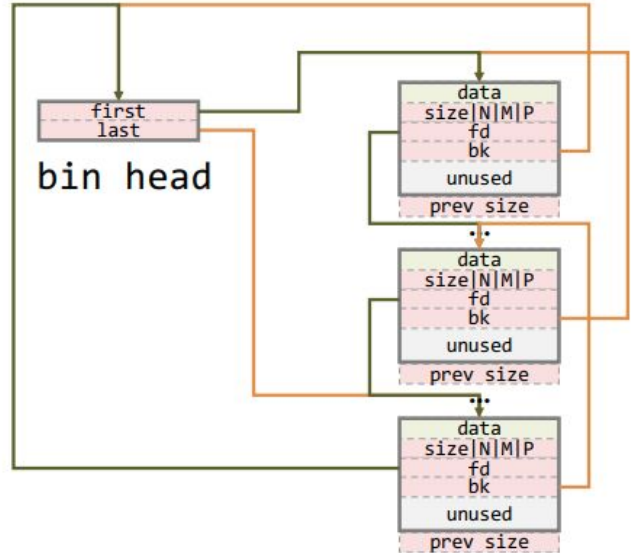 first
last
bin head
data
size|N|M|P
fd
bk
unused
prev size
...
data
size|N|M|P
fd
bk
unused
prev size
...
data
size|N|M|P
fd
bk
unused
prev size